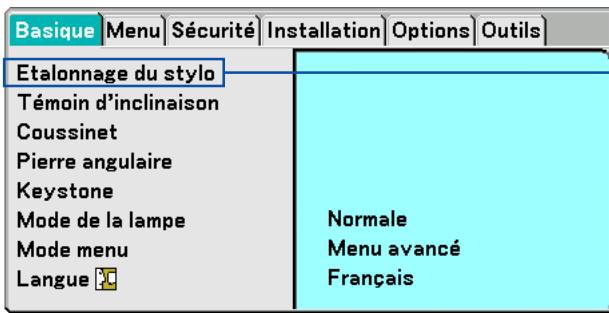 Basique Menu Sécurité Installation Options Outils
Etalonnage du stylo
Témoin d'inclinaison
Coussinet
Pierre angulaire
Keystone
Mode de la lampe Normale
Mode menu Menu avancé
Langue Français